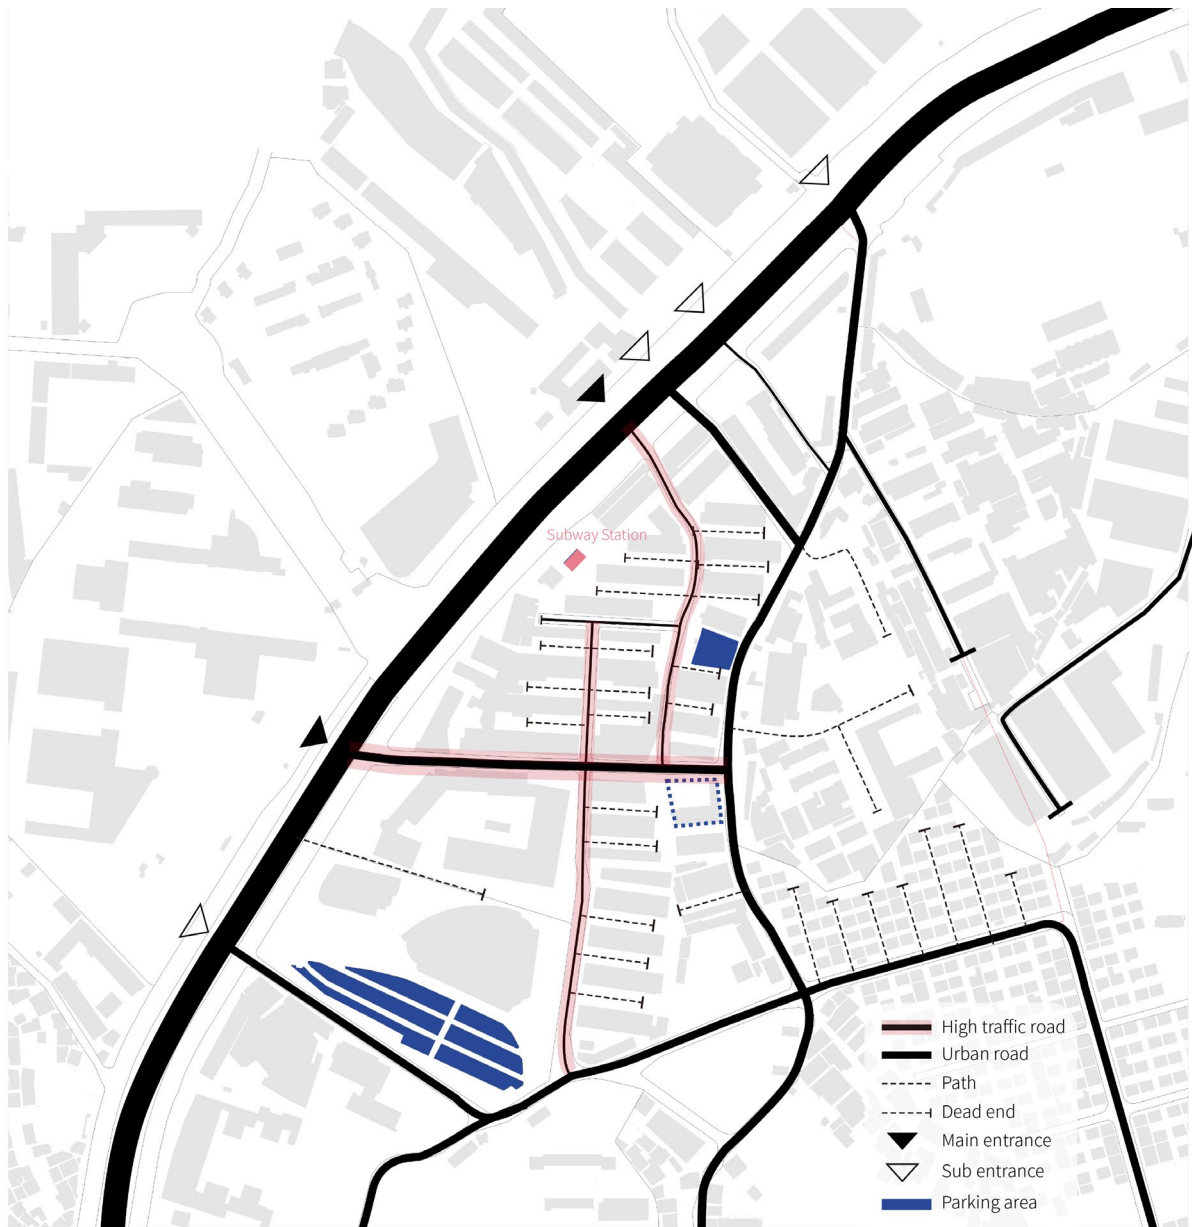 Subway Station
High traffic road
Urban road
Path
Dead end
Main entrance
Sub entrance
Parking area